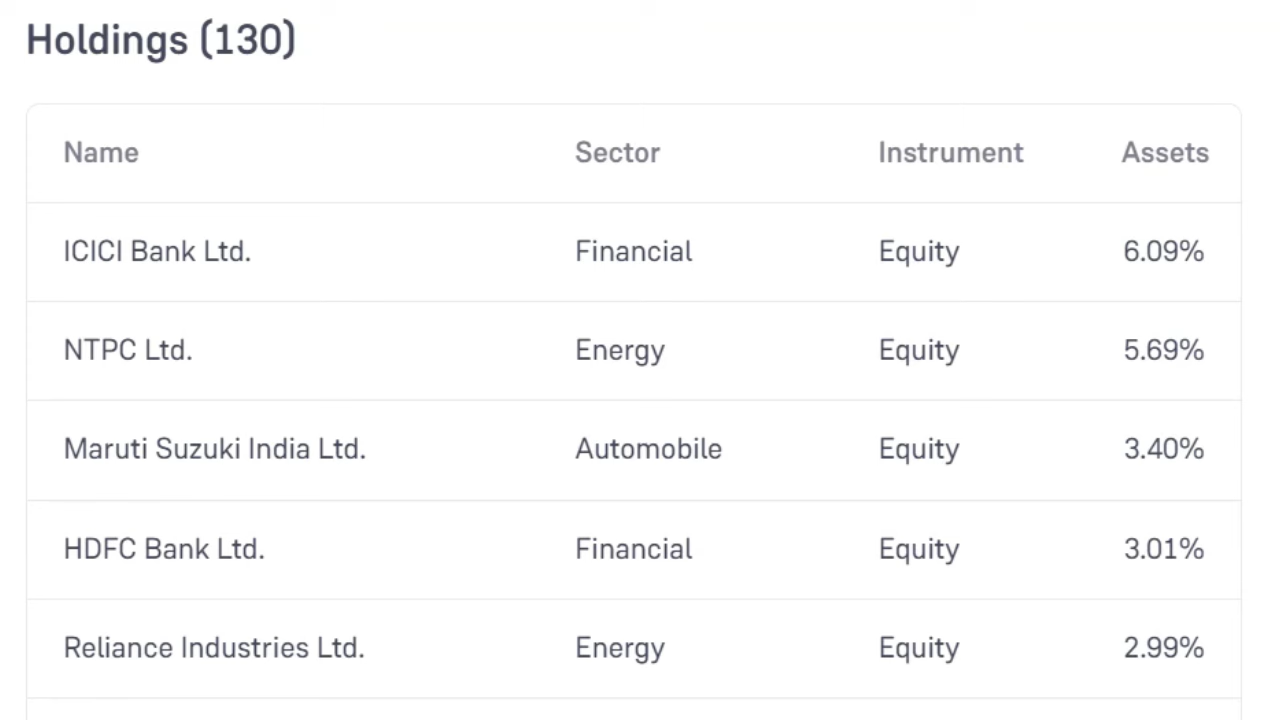 Holdings (130)
Name Sector Instrument Assets
ICICI Bank Ltd. Financial Equity 6.09%
NTPC Ltd. Energy Equity 5.69%
Maruti Suzuki India Ltd. Automobile Equity 3.40%
HDFC Bank Ltd. Financial Equity 3.01%
Reliance Industries Ltd. Energy Equity 2.99%